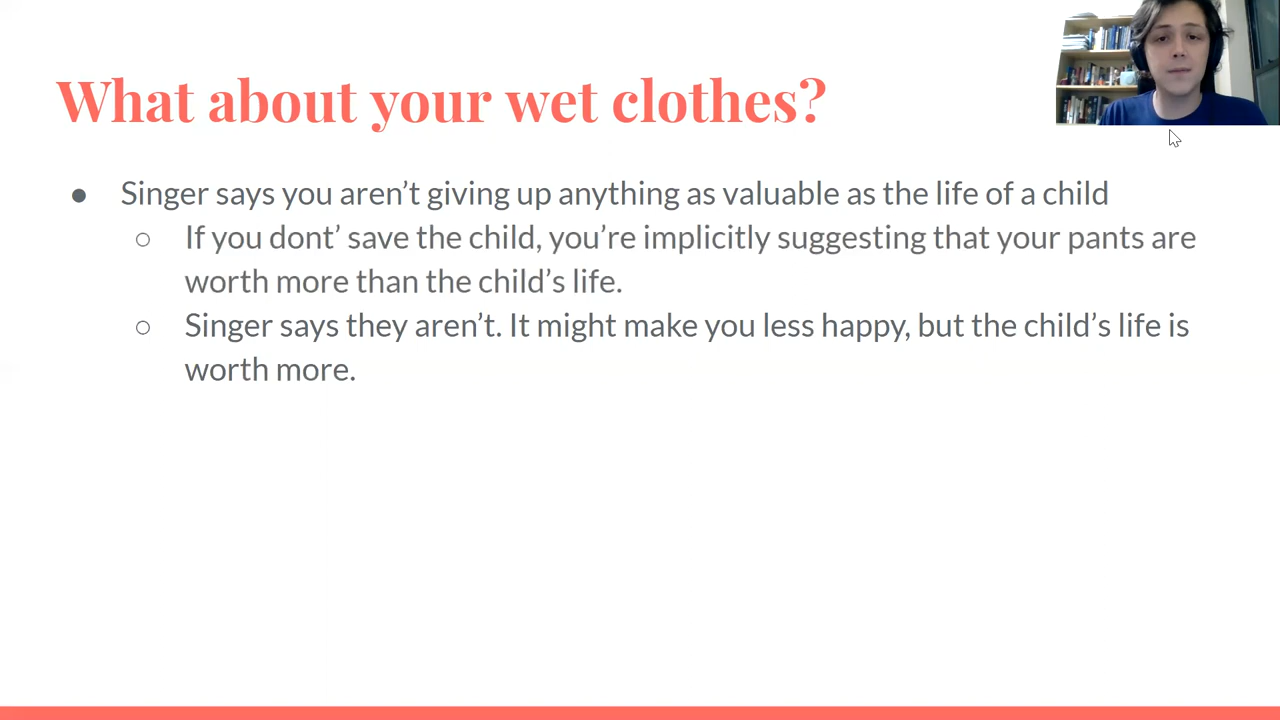 What about your wet clothes?
● Singer says you aren’t giving up anything as valuable as the life of a child
○ If you dont’ save the child, you’re implicitly suggesting that your pants are
worth more than the child’s life.
○ Singer says they aren’t. It might make you less happy, but the child’s life is
worth more.